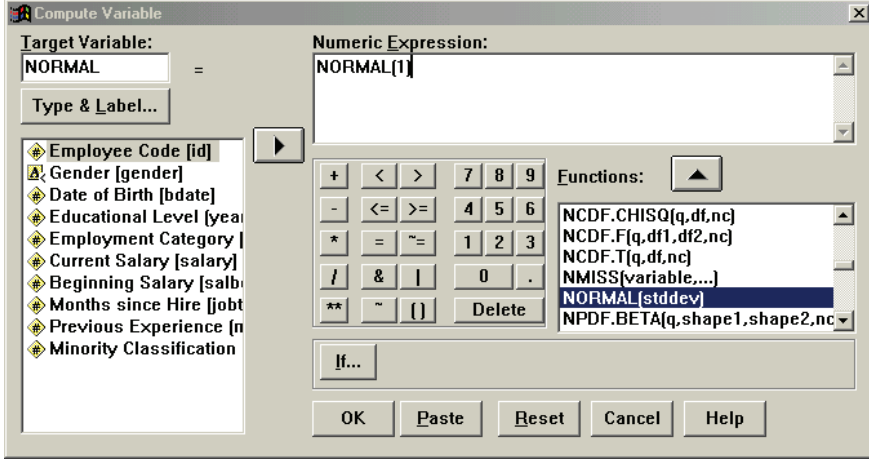 Compute Variable
Target Variable:
NORMAL
=
Type & Label...
Employee Code [id]
Gender [gender]
Date of Birth [bdate]
Educational Level (year
Employment Category [
Current Salary [salary]
Beginning Salary [salb
Months since Hire [jobt
Previous Experience [
Minority Classification
Numeric Expression:
NORMAL(1)
+ < > 7 8 9
- <= >= 4 5 6
* = ~= 1 2 3
/ & | 0 .
** ~ () Delete
Functions:
NCDF.CHISQ(q,df,nc)
NCDF.F(q,df1,df2,nc)
NCDF.T(q,df,nc)
NMISS(variable,...)
NORMAL(stddev)
NPDF.BETA(q,shape1,shape2,nc
If...
OK Paste Reset Cancel Help